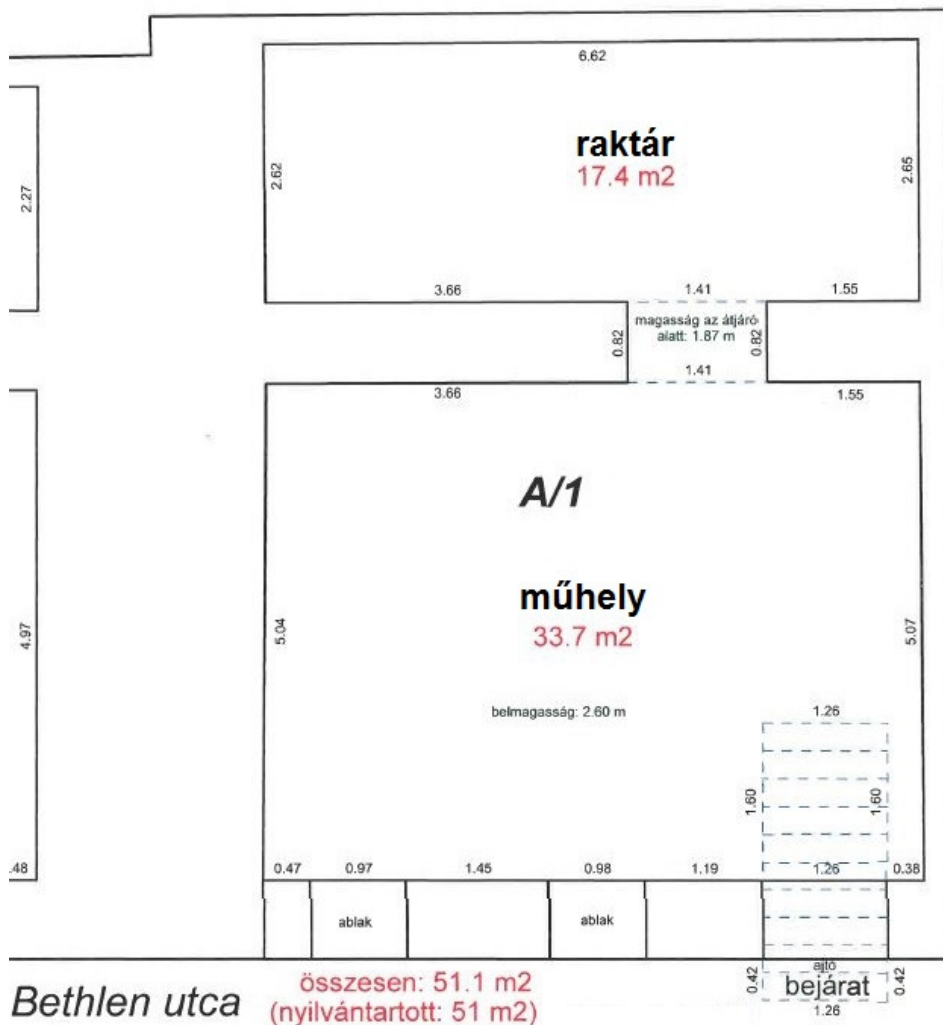 6.62
raktár
17.4 m2
2.62
2.65
2.27
3.66
1.41
1.55
magasság az átjáró
alatt: 1.87 m
0.82
0.82
1.41
3.66
1.55
A/1
műhely
33.7 m2
4.97
5.04
5.07
belmagasság: 2.60 m
1.26
1.60
1.60
.48
0.47
0.97
1.45
0.98
1.19
1.26
0.38
ablak
ablak
ajtó
bejárat
0.42
0.42
1.26
Bethlen utca
összesen: 51.1 m2
(nyilvántartott: 51 m2)